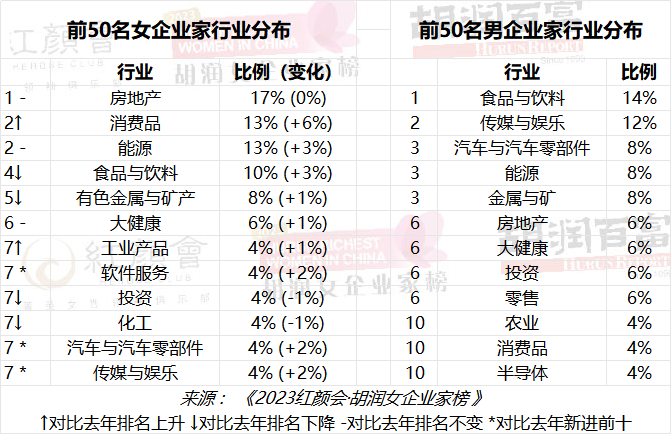 前50名女企业家行业分布 前50名男企业家行业分布
行业 比例（变化） 行业 比例
1 - 房地产 17% (0%) 1 食品与饮料 14%
2↑ 消费品 13% (+6%) 2 传媒与娱乐 12%
2 - 能源 13% (+3%) 3 汽车与汽车零部件 8%
4↓ 食品与饮料 10% (+3%) 3 能源 8%
5↓ 有色金属与矿产 8% (+1%) 3 金属与矿 8%
6 - 大健康 6% (+1%) 6 房地产 6%
7↑ 工业产品 4% (+1%) 6 大健康 6%
7 * 软件服务 4% (+2%) 6 投资 6%
7↓ 投资 4% (-1%) 6 零售 6%
7↓ 化工 4% (-1%) 10 农业 4%
7 * 汽车与汽车零部件 4% (+2%) 10 消费品 4%
7 * 传媒与娱乐 4% (+2%) 10 半导体 4%
来源： 《2023红颜会·胡润女企业家榜 》
↑对比去年排名上升 ↓对比去年排名下降 -对比去年排名不变 *对比去年新进前十
红颜會
WOMEN IN CHINA
胡润女企业家榜
胡润百富
HURUN REPORT